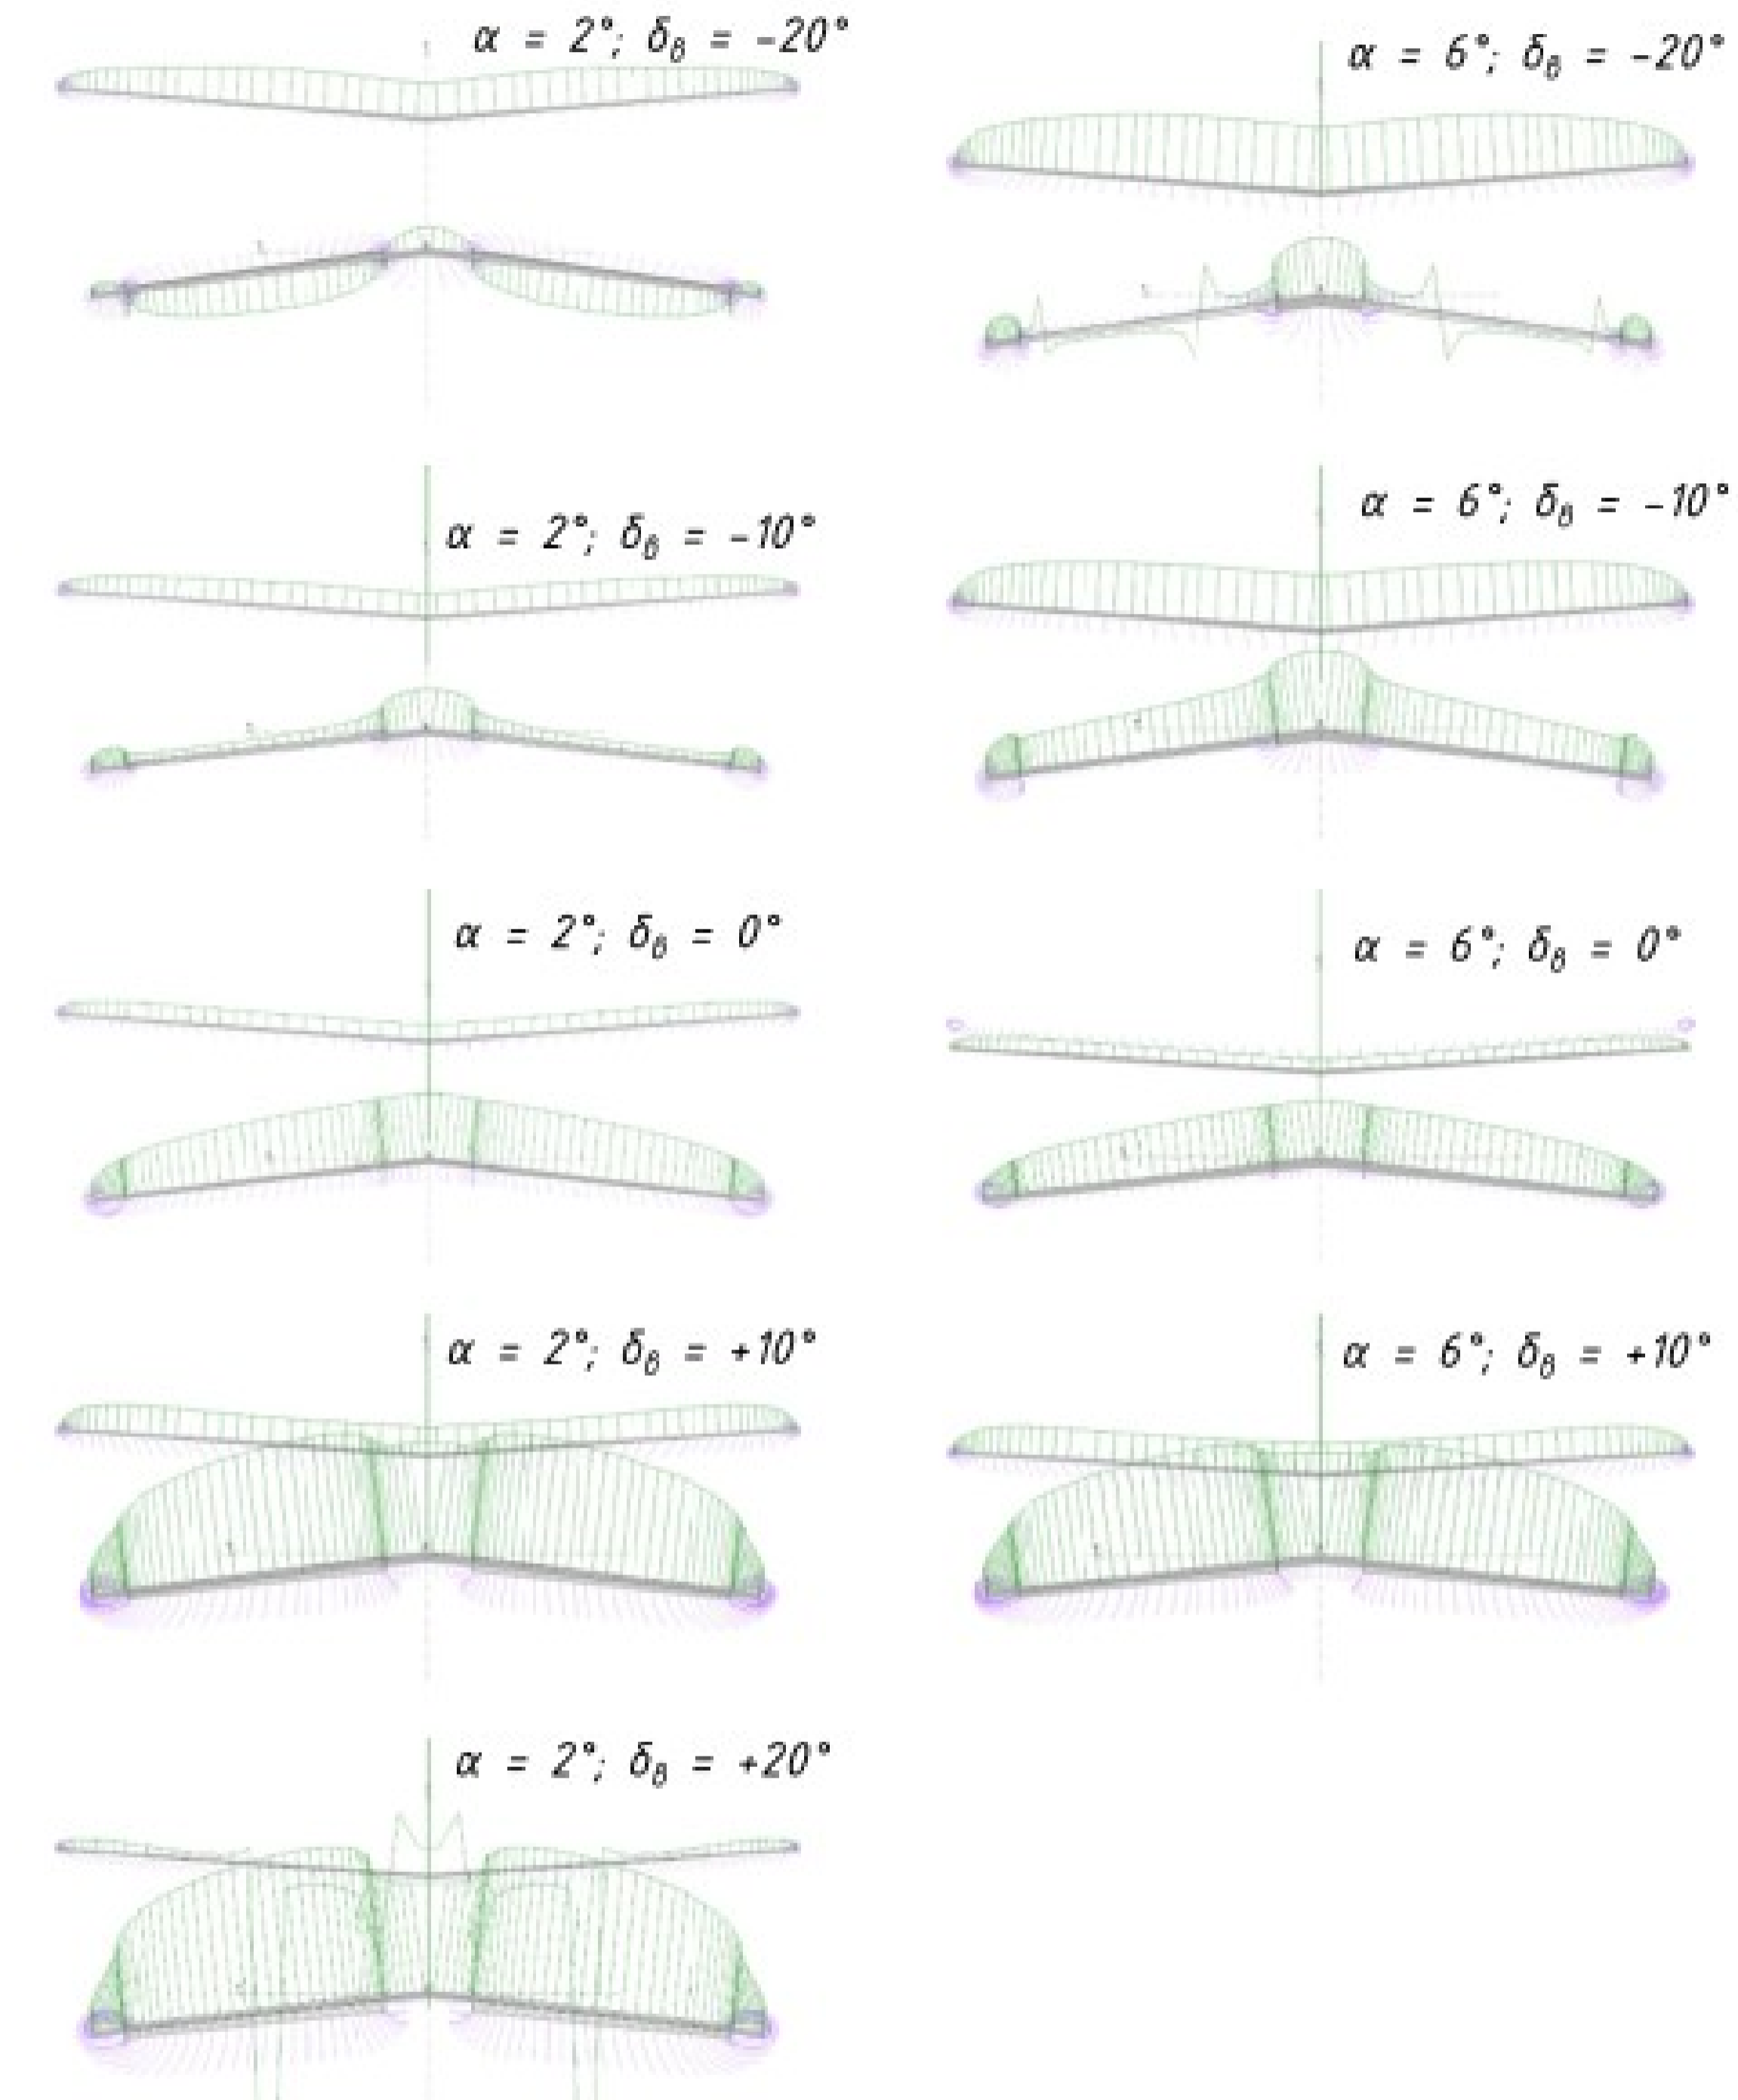 α = 2°; δв = -20°
α = 6°; δв = -20°
α = 2°; δв = -10°
α = 6°; δв = -10°
α = 2°; δв = 0°
α = 6°; δв = 0°
α = 2°; δв = +10°
α = 6°; δв = +10°
α = 2°; δв = +20°